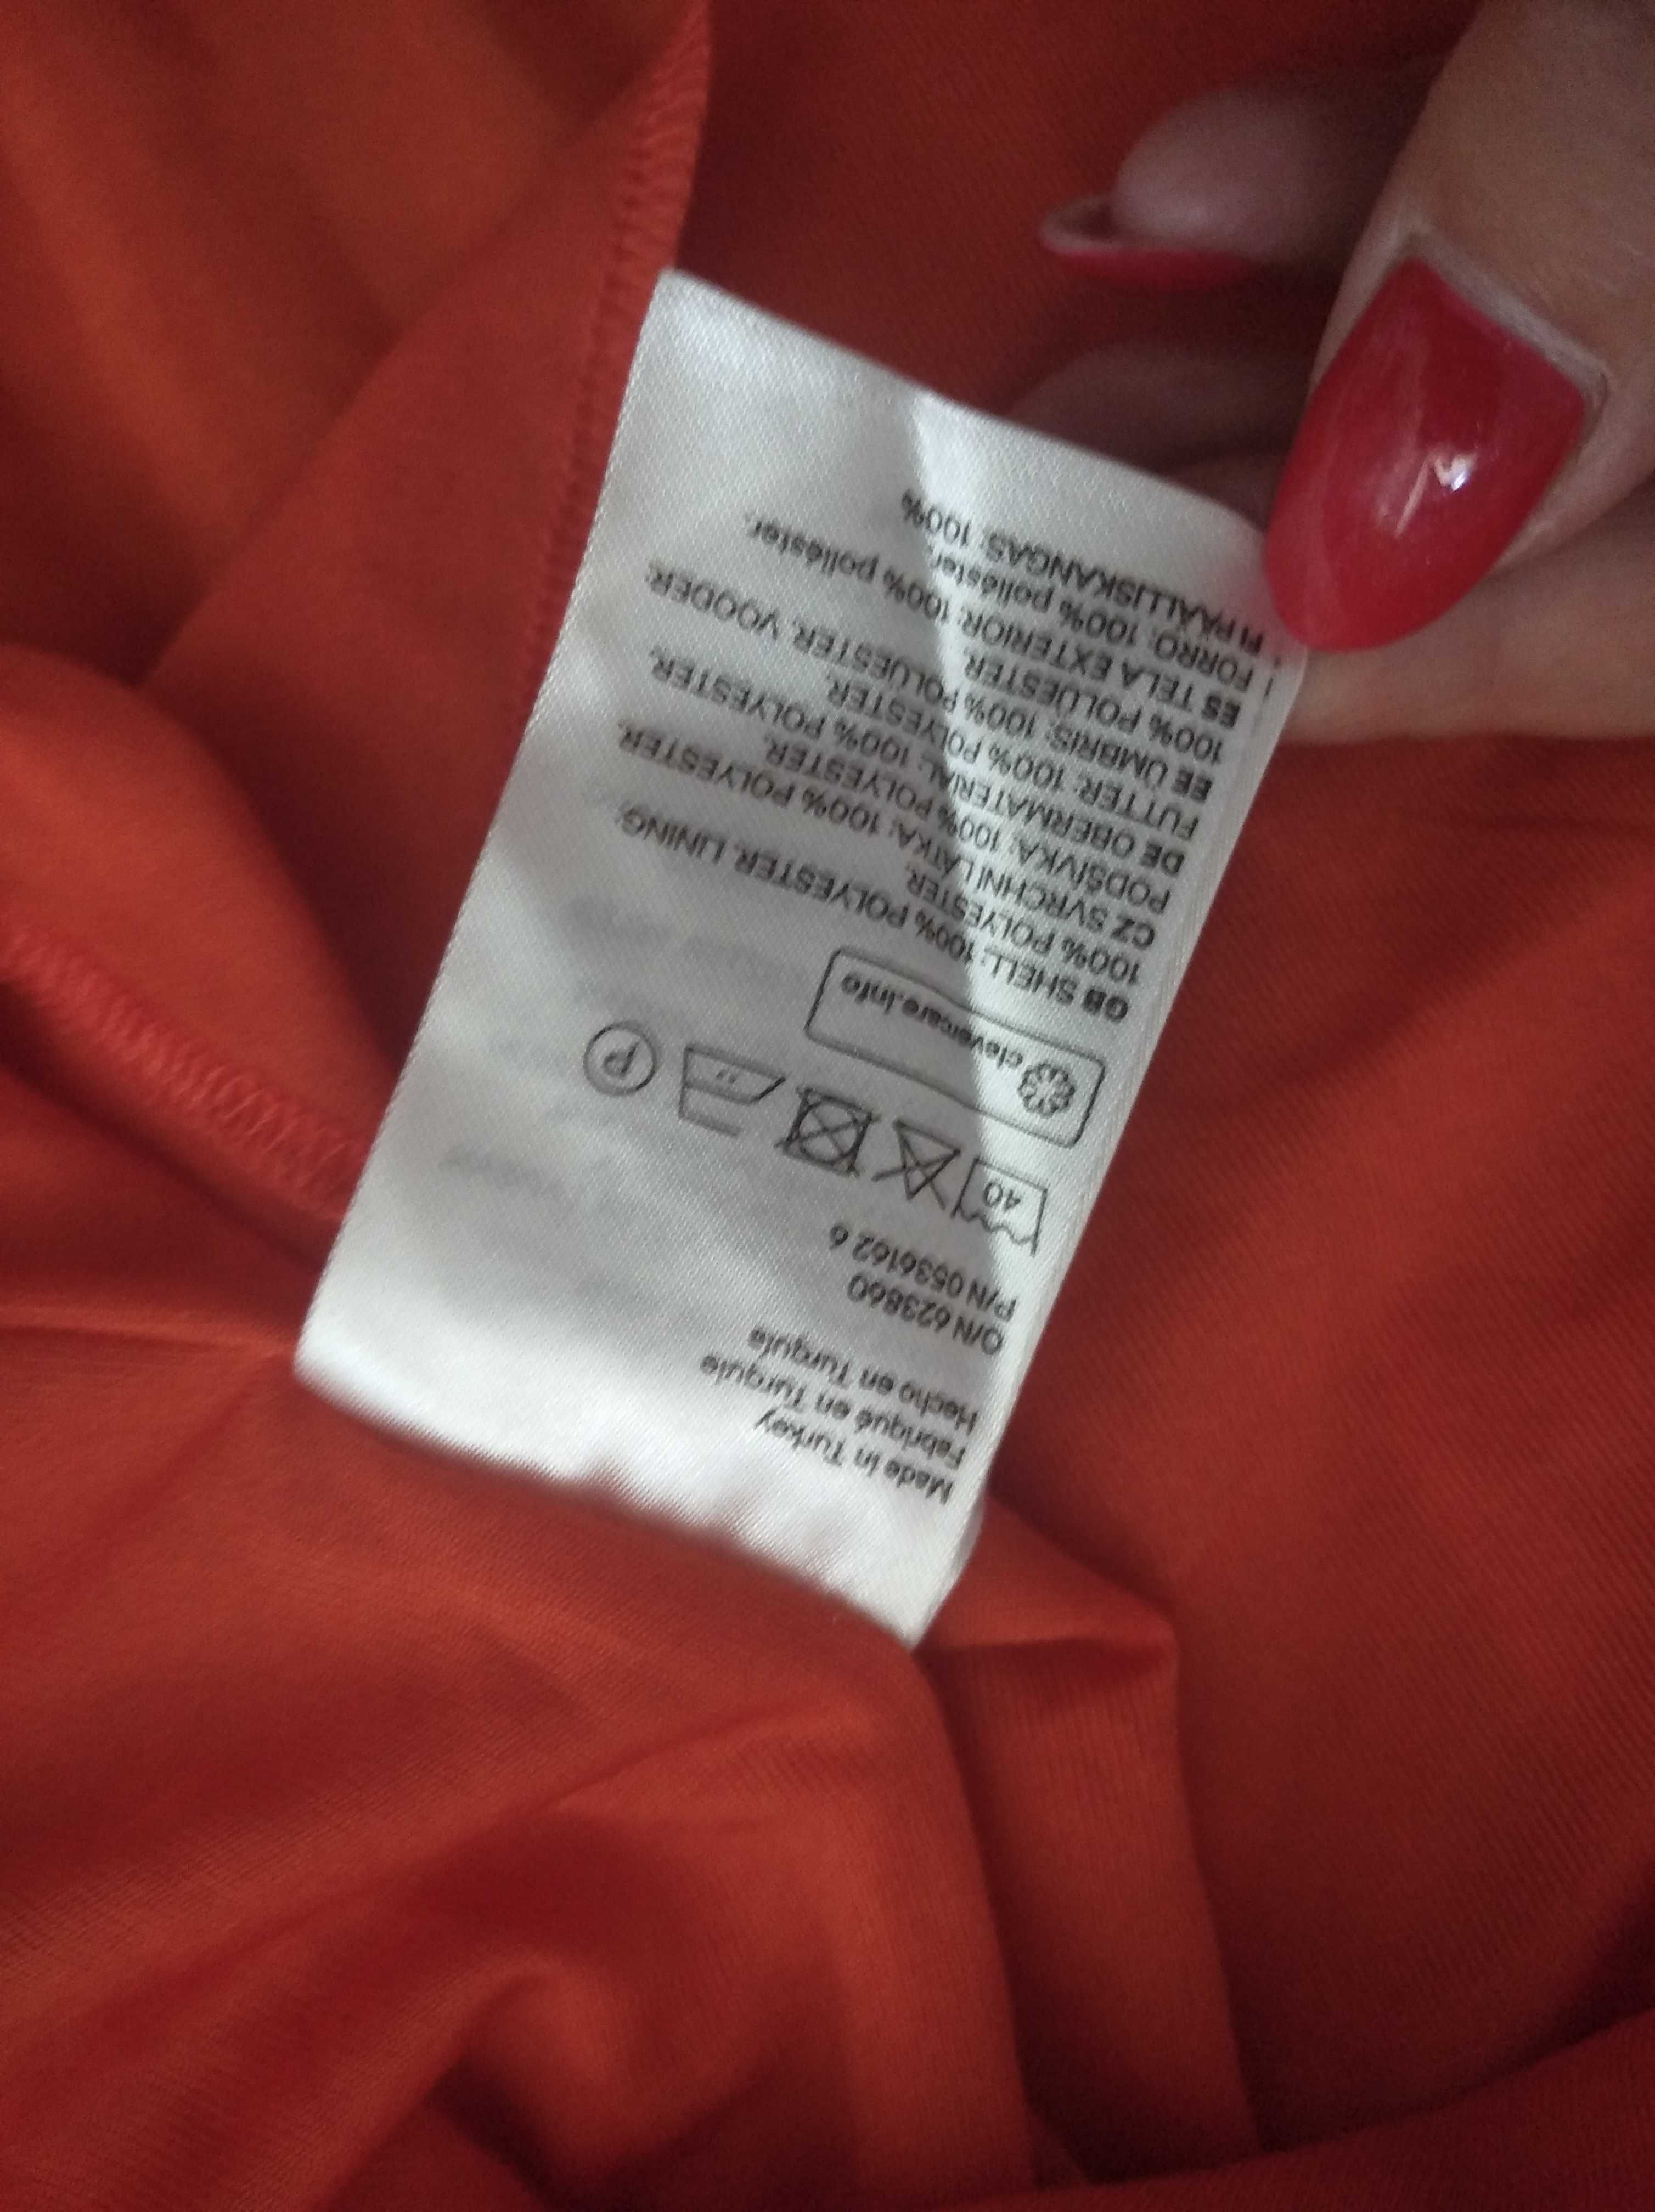 Made in Turkey
Fabriqué en Turquie
Hecho en Turquía
O/N 623860
P/N 0536162 6
40
P
clevercare.info
GB SHELL: 100% POLYESTER. LINING:
100% POLYESTER.
CZ SVRCHNÍ LÁTKA: 100% POLYESTER.
PODŠÍVKA: 100% POLYESTER.
DE OBERMATERIAL: 100% POLYESTER.
FUTTER: 100% POLYESTER.
EE ÜMBRIS: 100% POLÜESTER. VOODER:
100% POLÜESTER.
ES TELA EXTERIOR: 100% poliéster.
FORRO: 100% poliéster.
FI PÄÄLLISKANGAS: 100%